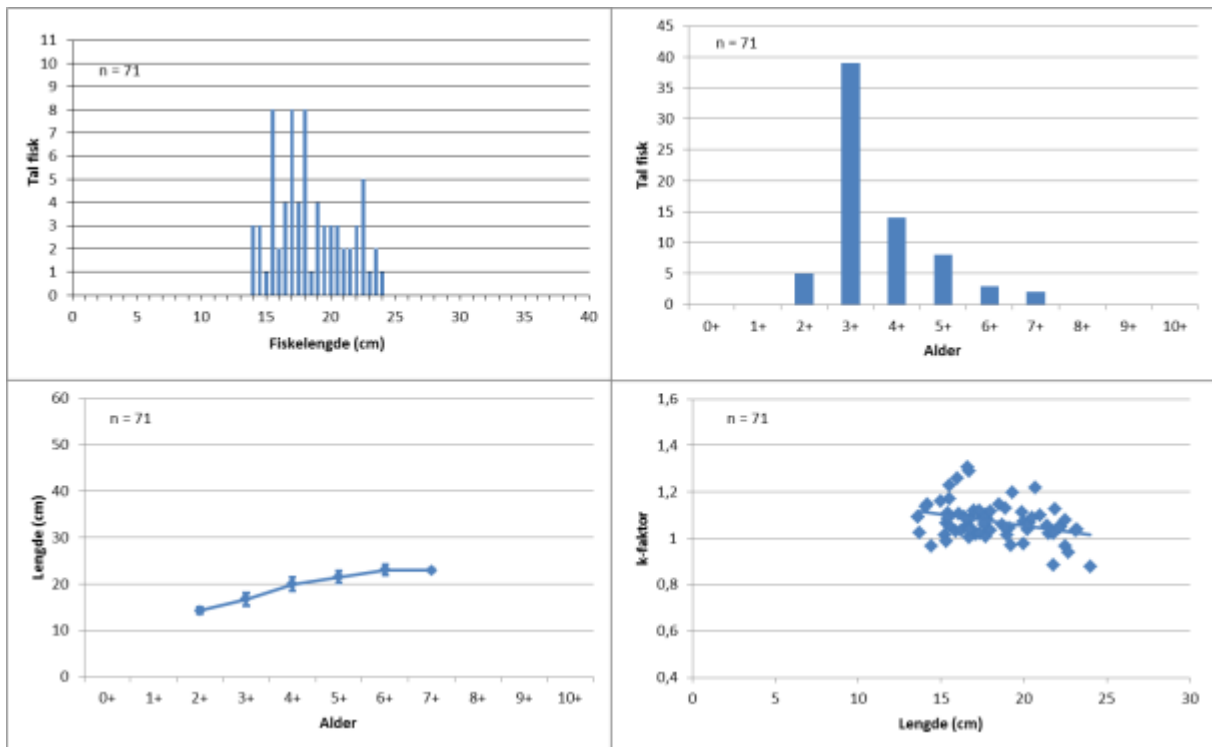 11
10
9
8
7
6
5
4
3
2
1
0
n = 71
Tal fisk
0 5 10 15 20 25 30 35 40
Fiskelengde (cm)
45
40
35
30
25
20
15
10
5
0
n = 71
Tal fisk
0+ 1+ 2+ 3+ 4+ 5+ 6+ 7+ 8+ 9+ 10+
Alder
60
50
40
30
20
10
0
n = 71
Lengde (cm)
0+ 1+ 2+ 3+ 4+ 5+ 6+ 7+ 8+ 9+ 10+
Alder
1,6
1,4
1,2
1
0,8
0,6
0,4
n = 71
k-faktor
0 5 10 15 20 25 30
Lengde (cm)